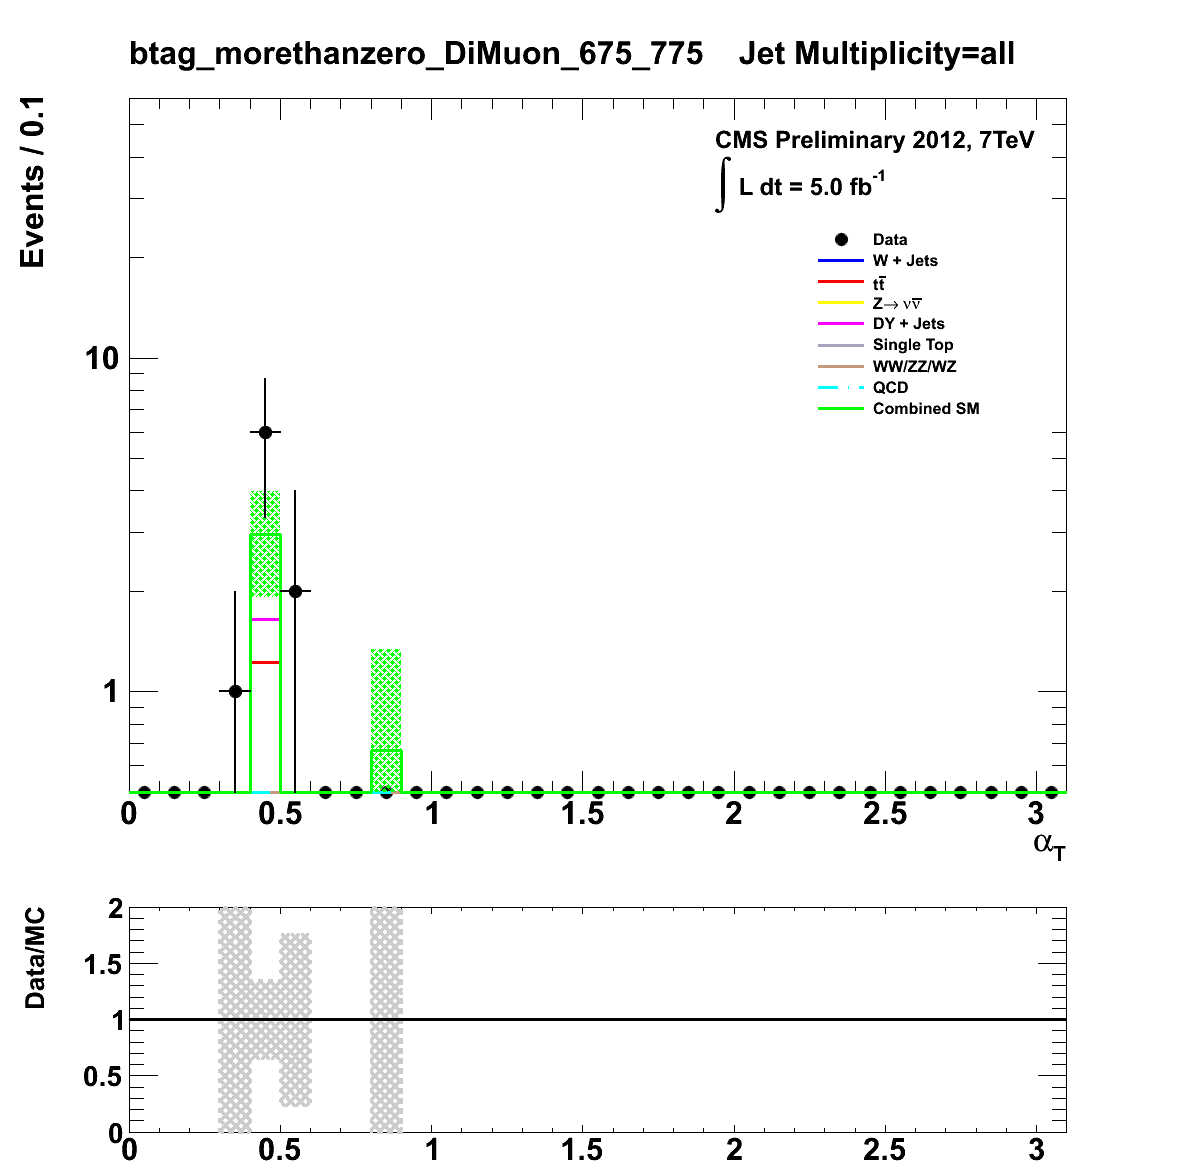 btag_morethanzero_DiMuon_675_775 Jet Multiplicity=all
Events / 0.1
CMS Preliminary 2012, 7TeV
∫ L dt = 5.0 fb⁻¹
Data
W + Jets
tt̅
Z→ νν̅
DY + Jets
Single Top
WW/ZZ/WZ
QCD
Combined SM
10
1
0 0.5 1 1.5 2 2.5 3
α_T
Data/MC
2
1.5
1
0.5
0
0 0.5 1 1.5 2 2.5 3